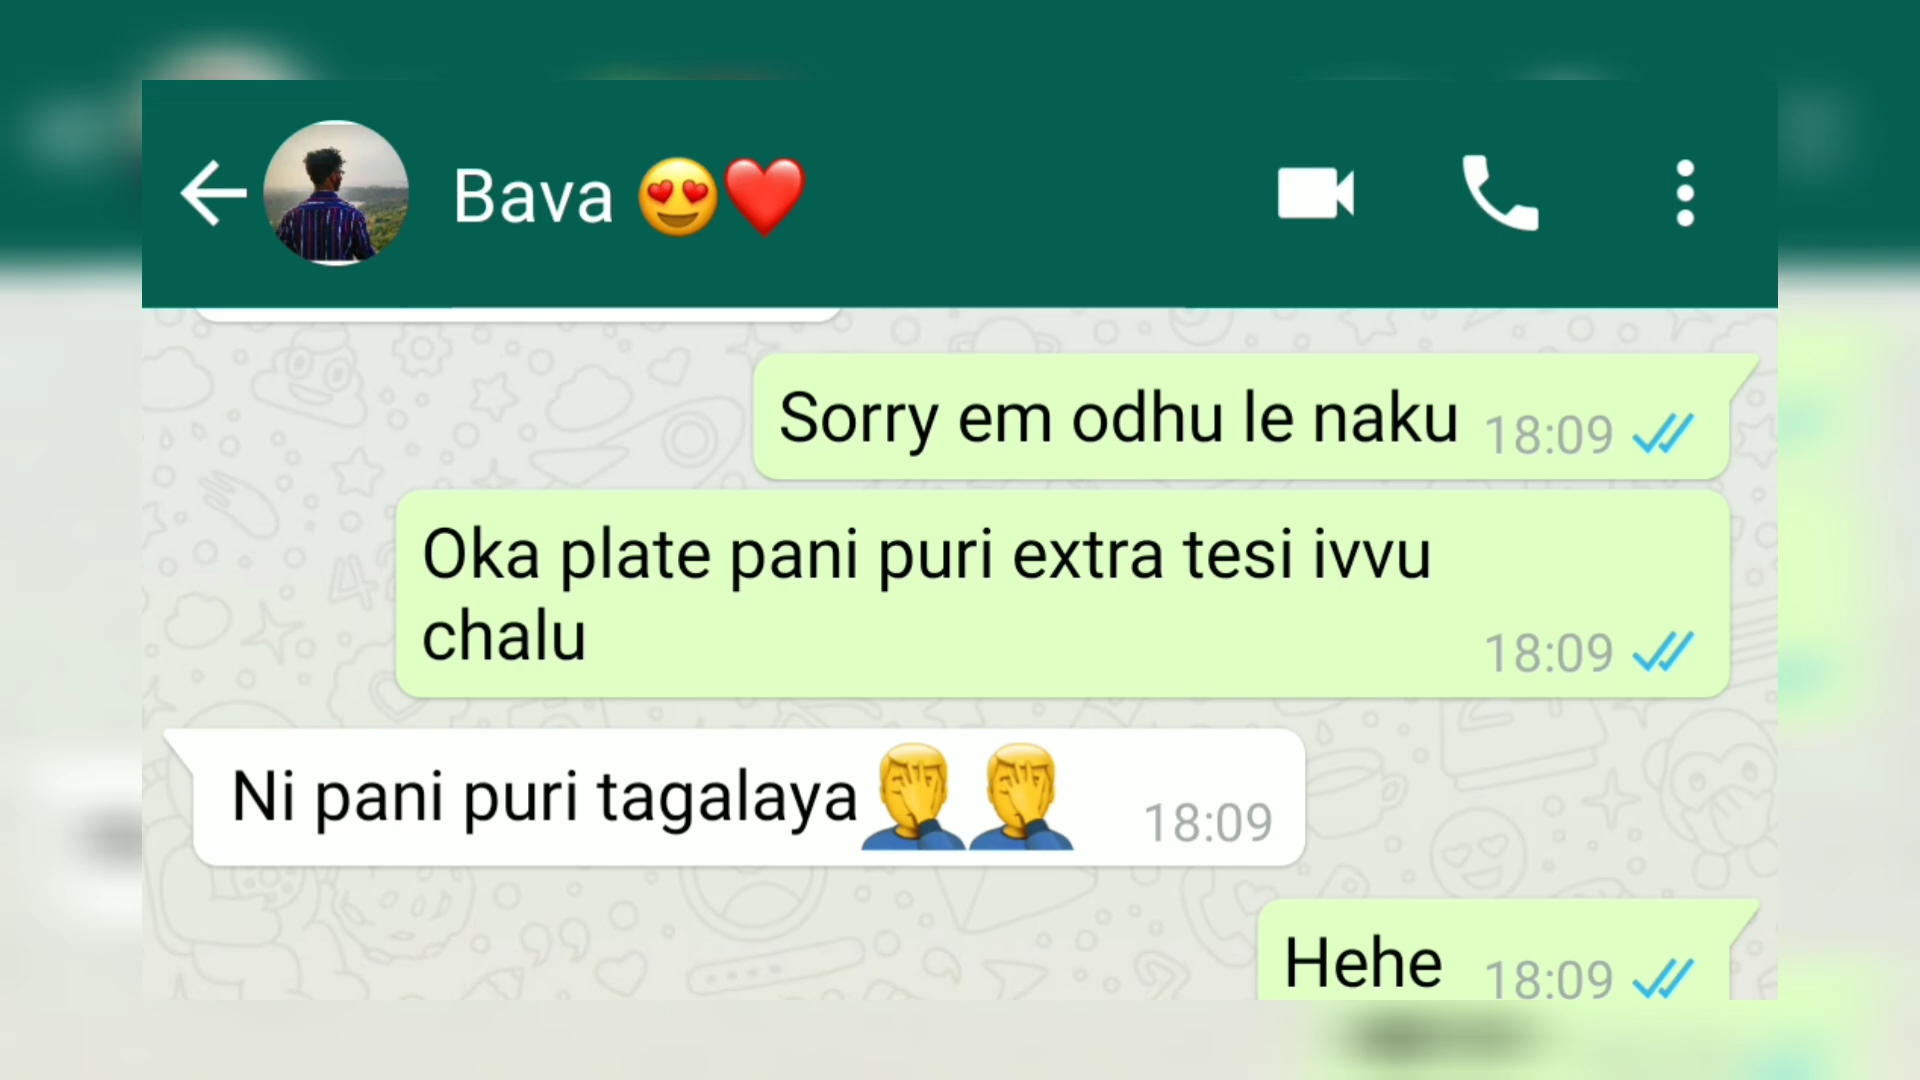 Bava 😍❤️
Sorry em odhu le naku 18:09
Oka plate pani puri extra tesi ivvu
chalu 18:09
Ni pani puri tagalaya🤦‍♂️🤦‍♂️ 18:09
Hehe 18:09